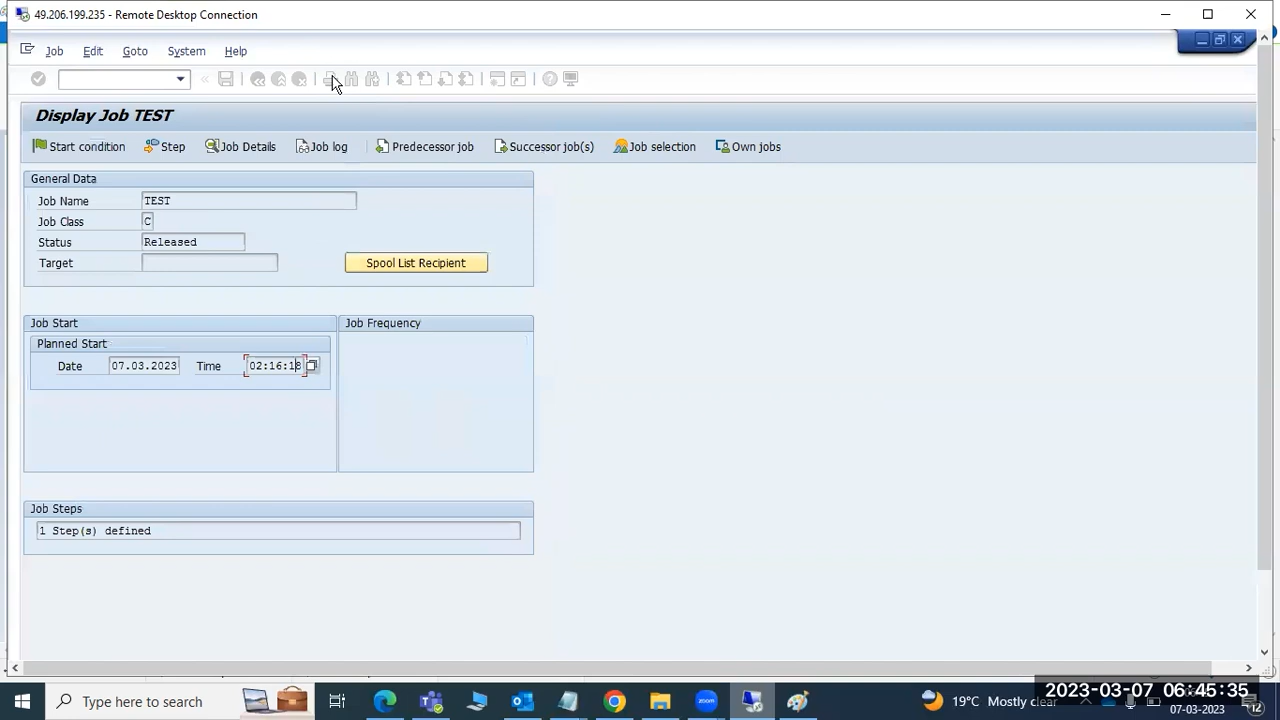 49.206.199.235 - Remote Desktop Connection
Job Edit Goto System Help
Display Job TEST
Start condition Step Job Details Job log Predecessor job Successor job(s) Job selection Own jobs
General Data
Job Name TEST
Job Class C
Status Released
Target
Spool List Recipient
Job Start
Job Frequency
Planned Start
Date 07.03.2023 Time 02:16:18
Job Steps
1 Step(s) defined
Type here to search
zoom
19°C Mostly clear
2023-03-07 06:45:35
07-03-2023
12